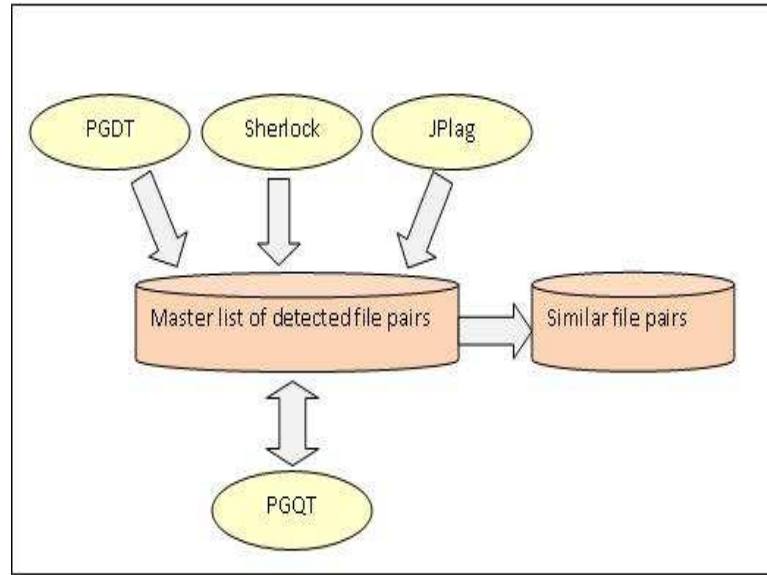 PGDT
Sherlock
JPlag
Master list of detected file pairs
Similar file pairs
PGQT